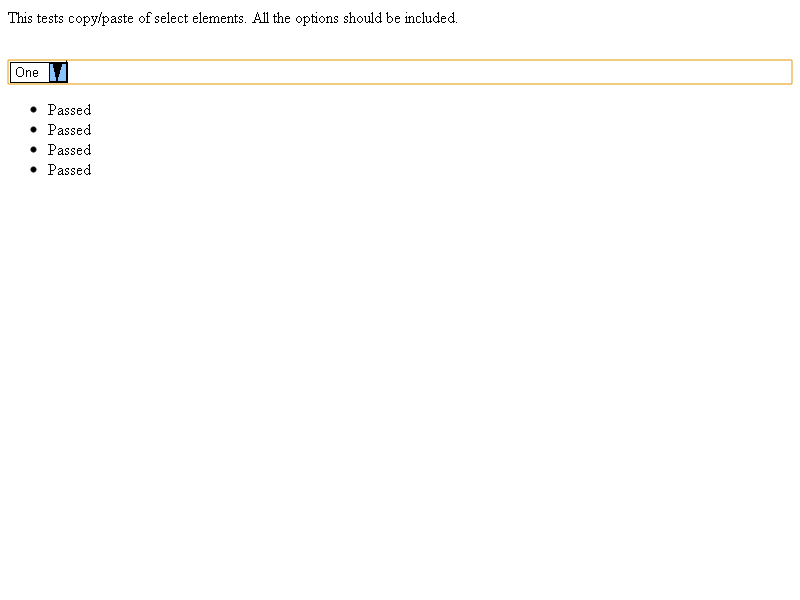 This tests copy/paste of select elements. All the options should be included.
One
Passed
Passed
Passed
Passed